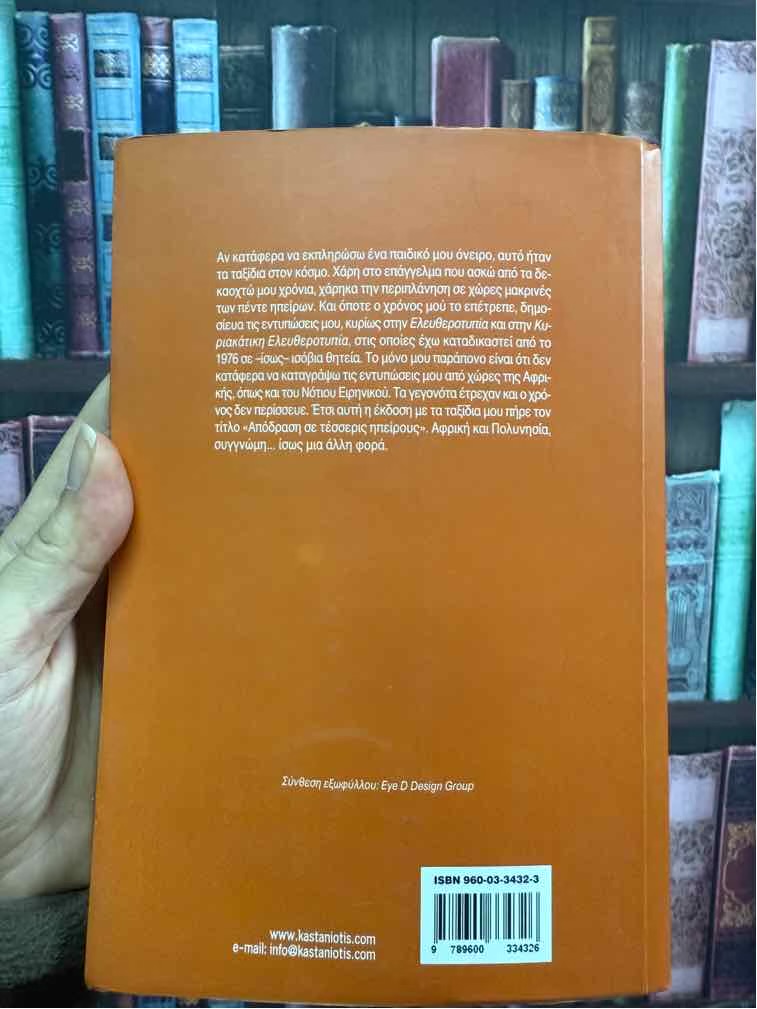 Αν κατάφερα να εκπληρώσω ένα παιδικό μου όνειρο, αυτό ήταν
τα ταξίδια στον κόσμο. Χάρη στο επάγγελμα που ασκώ από τα δε-
καοχτώ μου χρόνια, χάρηκα την περιπλάνηση σε χώρες μακρινές
των πέντε ηπείρων. Και όποτε ο χρόνος μού το επέτρεπε, δημο-
σίευα τις εντυπώσεις μου, κυρίως στην Ελευθεροτυπία και στην Κυ-
ριακάτικη Ελευθεροτυπία, στις οποίες έχω καταδικαστεί από το
1976 σε –ίσως– ισόβια θητεία. Το μόνο μου παράπονο είναι ότι δεν
κατάφερα να καταγράψω τις εντυπώσεις μου από χώρες της Αφρι-
κής, όπως και του Νότιου Ειρηνικού. Τα γεγονότα έτρεχαν και ο χρό-
νος δεν περίσσευε. Έτσι αυτή η έκδοση με τα ταξίδια μου πήρε τον
τίτλο «Απόδραση σε τέσσερις ηπείρους». Αφρική και Πολυνησία,
συγγνώμη... ίσως μια άλλη φορά.
Σύνθεση εξωφύλλου: Eye D Design Group
ISBN 960-03-3432-3
9 789600 334326
www.kastaniotis.com
e-mail: info@kastaniotis.com